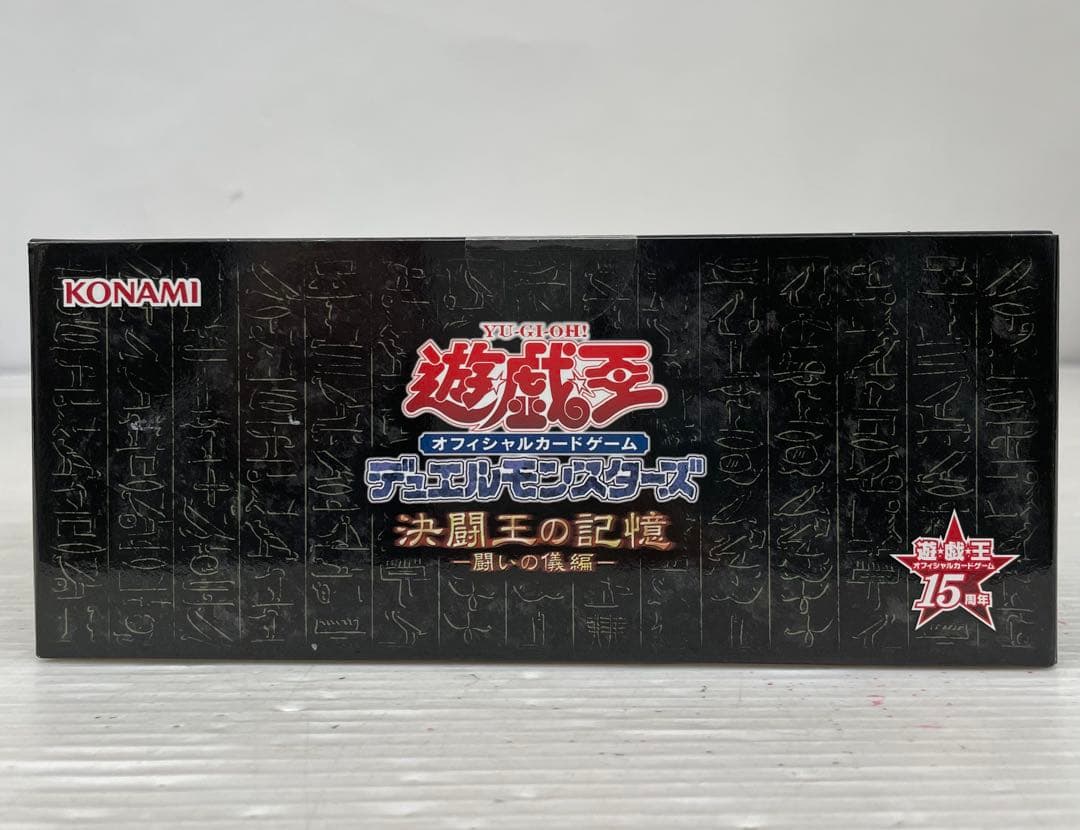 KONAMI
YU-GI-OH!
遊戯王
オフィシャルカードゲーム
デュエルモンスターズ
決闘王の記憶
－闘いの儀編－
遊戯王
オフィシャルカードゲーム
15周年